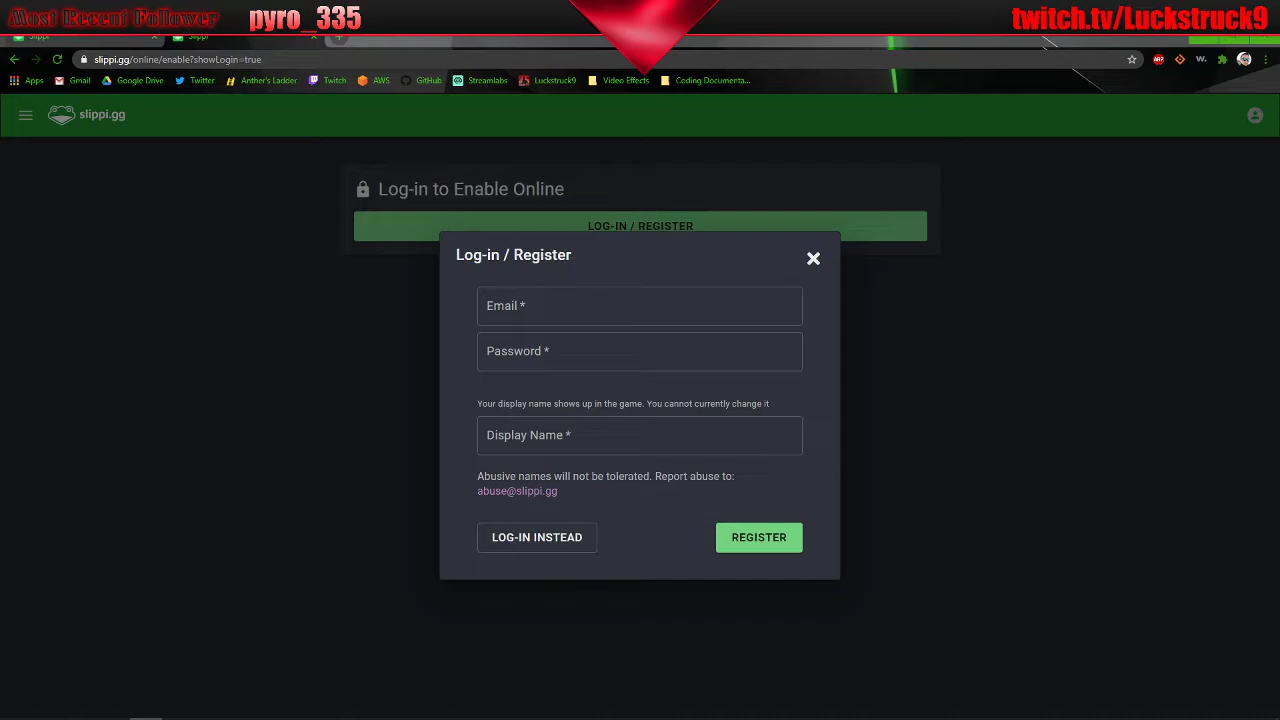 Most Recent Follower pyro_335 twitch.tv/Luckstruck9
Slippi Slippi
slippi.gg/online/enable?showLogin=true
Apps Gmail Google Drive Twitter Anther's Ladder Twitch AWS GitHub Streamlabs Luckstruck9 Video Effects Coding Documenta...
slippi.gg
Log-in to Enable Online
LOG-IN / REGISTER
Log-in / Register
Email *
Password *
Your display name shows up in the game. You cannot currently change it
Display Name *
Abusive names will not be tolerated. Report abuse to:
abuse@slippi.gg
LOG-IN INSTEAD REGISTER